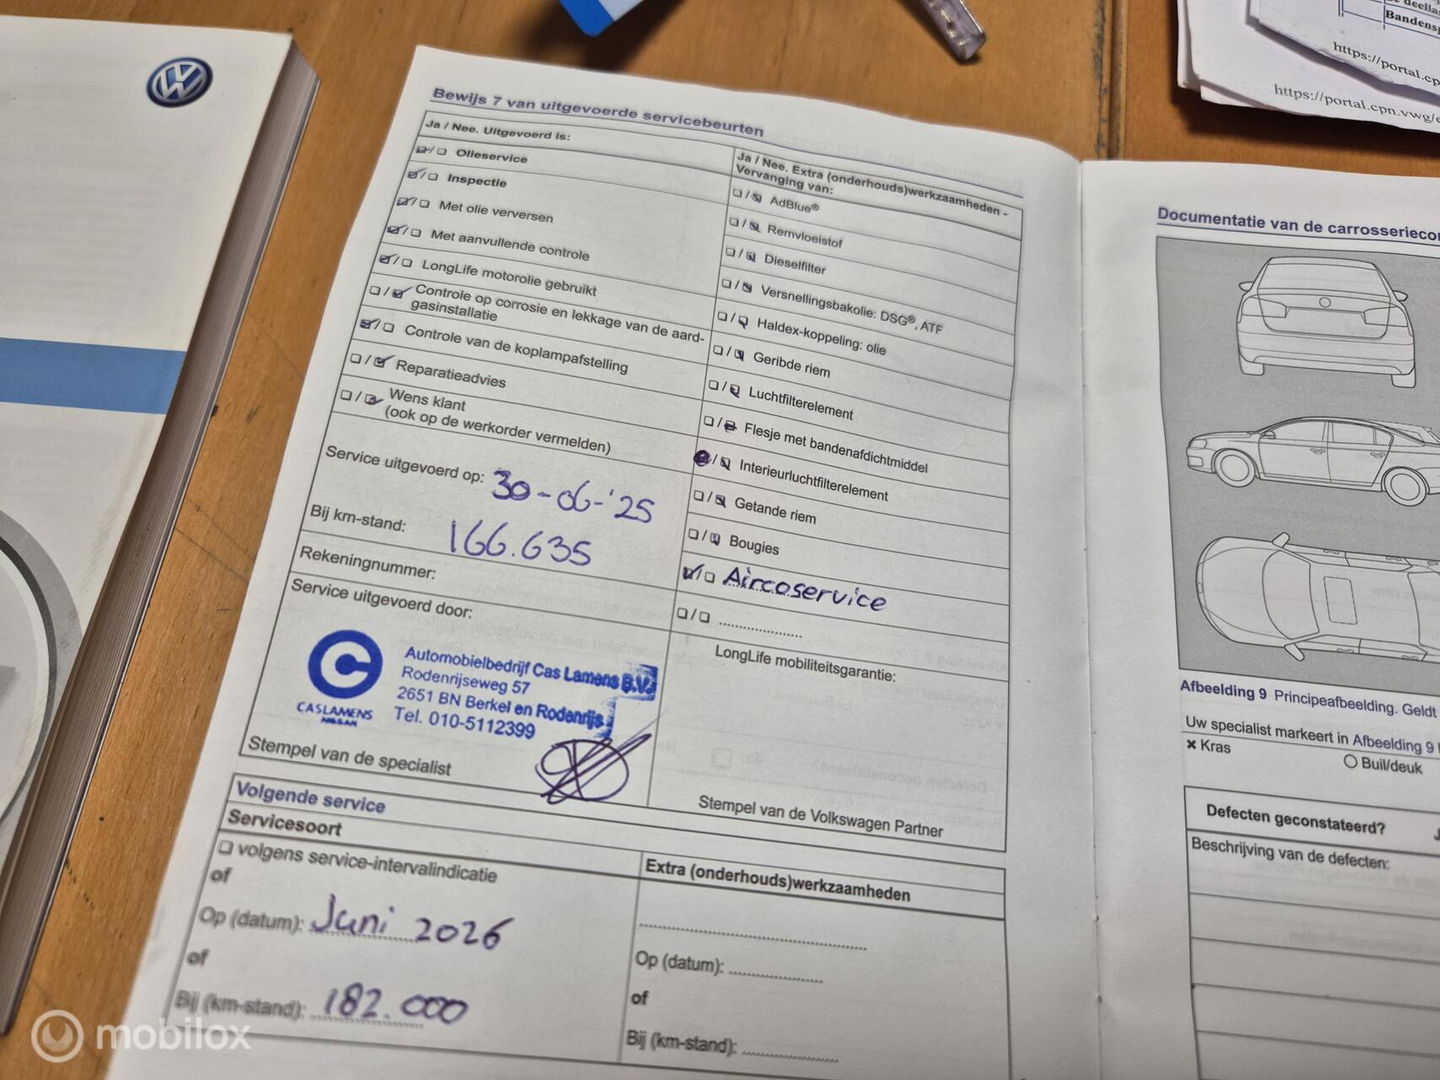 Bandensp
https://portal.cpn.vwg/e
https://portal.cp
Bewijs 7 van uitgevoerde servicebeurten
Ja / Nee. Uitgevoerd is:
Olieservice
Inspectie
Met olie verversen
Met aanvullende controle
LongLife motorolie gebruikt
Controle op corrosie en lekkage van de aard-
gasinstallatie
Controle van de koplampafstelling
Reparatieadvies
Wens klant
(ook op de werkorder vermelden)
Service uitgevoerd op: 30-06-'25
Bij km-stand: 166.635
Rekeningnummer:
Service uitgevoerd door:
Automobielbedrijf Cas Lamens B.V.
Rodenrijseweg 57
2651 BN Berkel en Rodenrijs
Tel. 010-5112399
CASLAMENS
NISSAN
Stempel van de specialist
Ja / Nee. Extra (onderhouds)werkzaamheden -
Vervanging van:
AdBlue®
Remvloeistof
Dieselfilter
Versnellingsbakolie: DSG®, ATF
Haldex-koppeling: olie
Geribde riem
Luchtfilterelement
Flesje met bandenafdichtmiddel
Interieurluchtfilterelement
Getande riem
Bougies
Aircoservice
LongLife mobiliteitsgarantie:
Stempel van de Volkswagen Partner
Volgende service
Servicesoort
volgens service-intervalindicatie
of
Op (datum): Juni 2026
of
Bij (km-stand): 182.000
Extra (onderhouds)werkzaamheden
Op (datum):
of
Bij (km-stand):
Documentatie van de carrosseriecon
Afbeelding 9 Principeafbeelding. Geldt
Uw specialist markeert in Afbeelding 9
× Kras
Buil/deuk
Defecten geconstateerd?
Beschrijving van de defecten:
mobilox